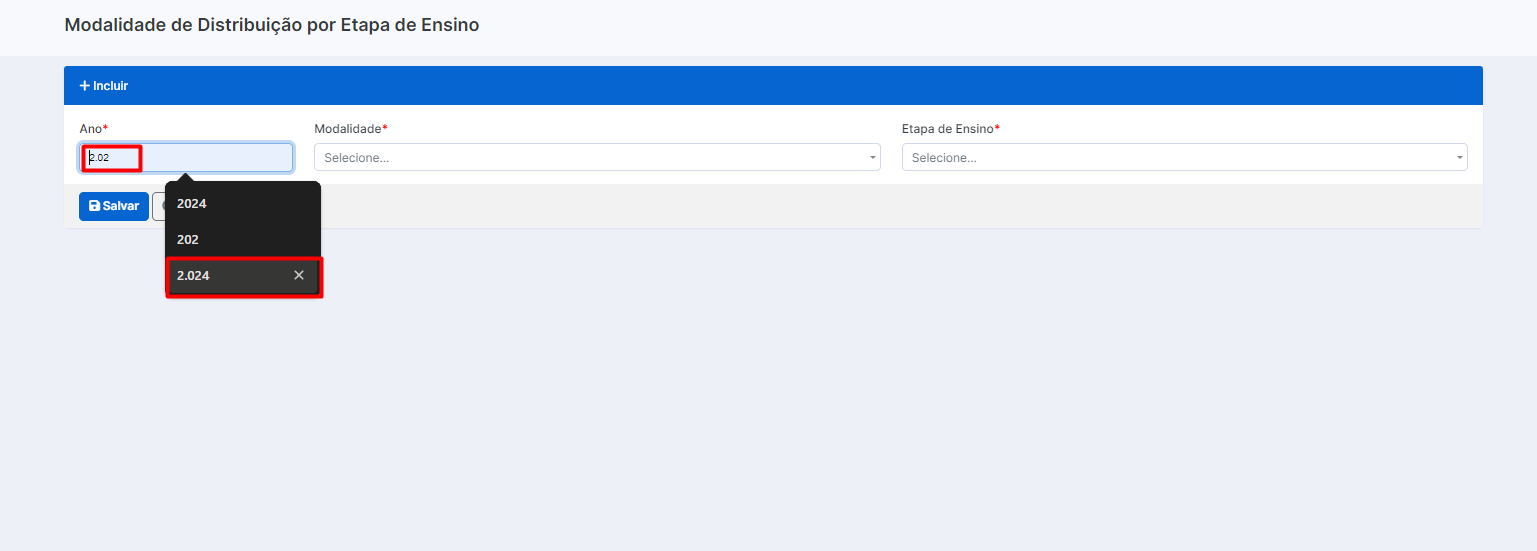 Modalidade de Distribuição por Etapa de Ensino
+ Incluir
Ano* Modalidade* Etapa de Ensino*
2.02 Selecione... Selecione...
Salvar
2024
202
2.024